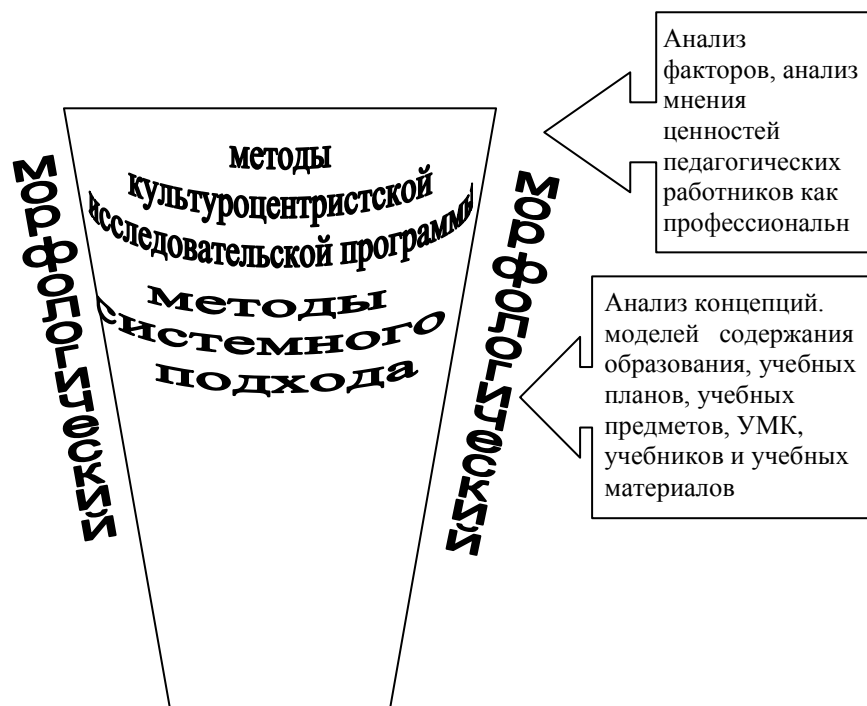 Анализ
факторов, анализ
мнения
ценностей
педагогических
работников как
профессиональн
методы
культуроцентристской
исследовательской программы
методы
системного
подхода
морфологический
морфологический
Анализ концепций.
моделей содержания
образования, учебных
планов, учебных
предметов, УМК,
учебников и учебных
материалов